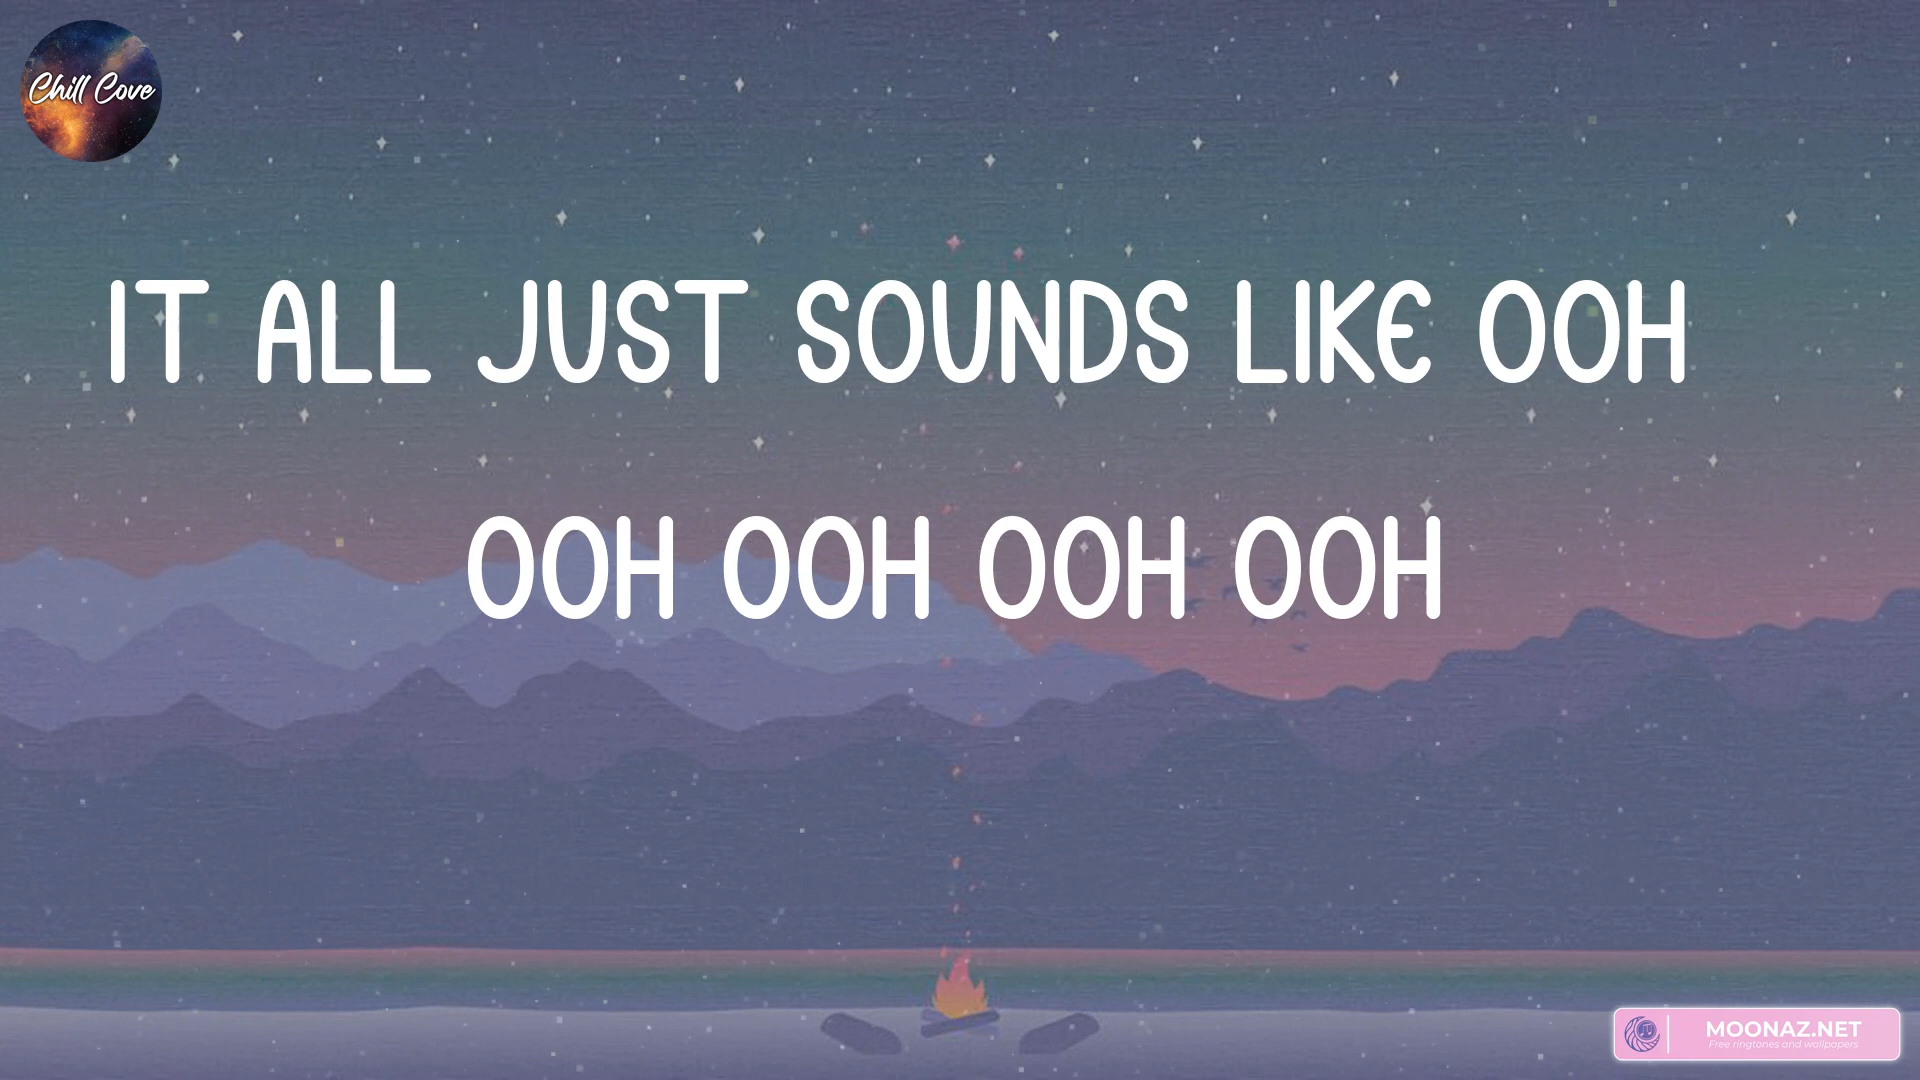 Chill Cove
IT ALL JUST SOUNDS LIKE OOH
OOH OOH OOH OOH
MOONAZ.NET
Free ringtones and wallpapers